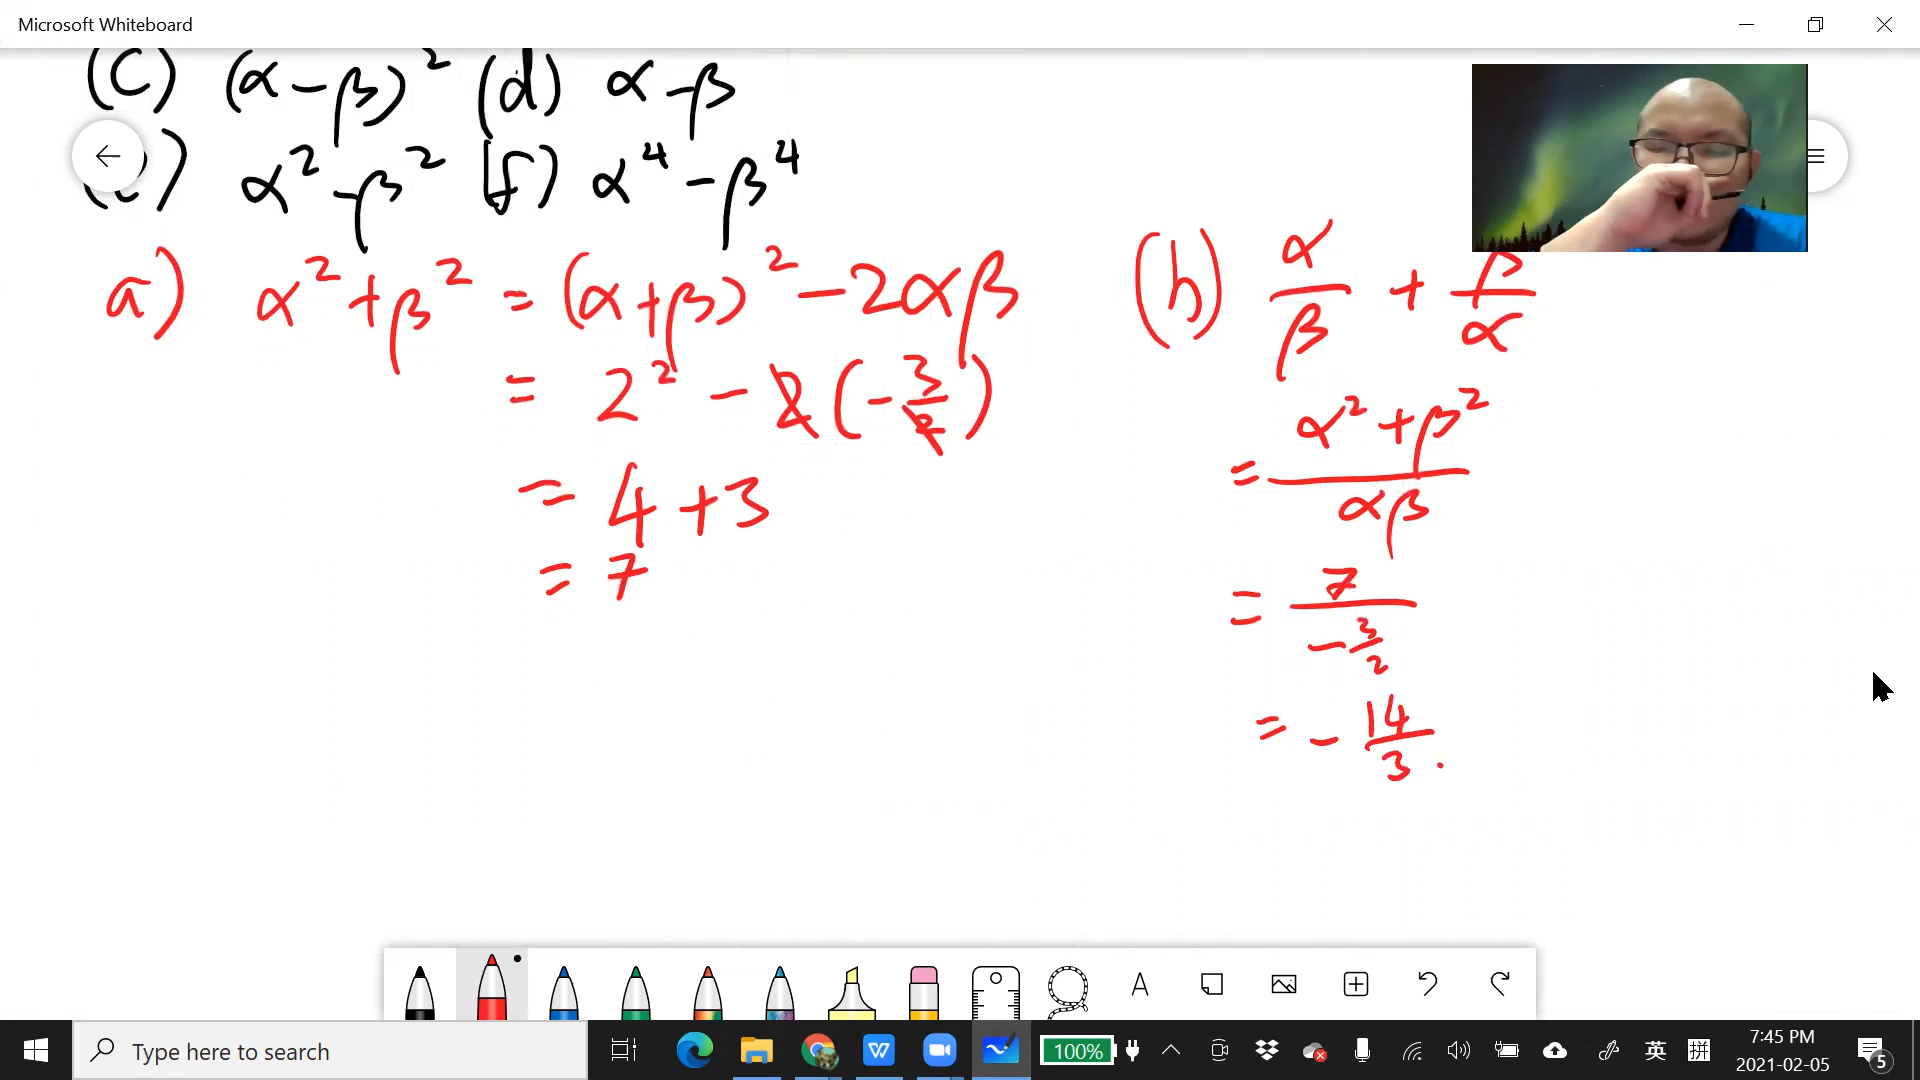 Microsoft Whiteboard
(c) (α-β)² (d) α-β
) α²-β² (f) α⁴-β⁴
a) α²+β² = (α+β)²-2αβ
= 2² - 2(-3/2)
= 4+3
= 7
(b) α/β + β/α
= α²+β²/αβ
= 7/-3/2
= -14/3.
A
Type here to search
100%
英
拼
7:45 PM
2021-02-05
5